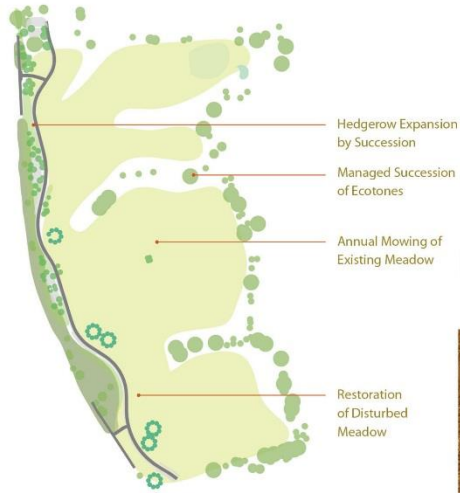 Hedgerow Expansion
by Succession
Managed Succession
of Ecotones
Annual Mowing of
Existing Meadow
Restoration
of Disturbed
Meadow